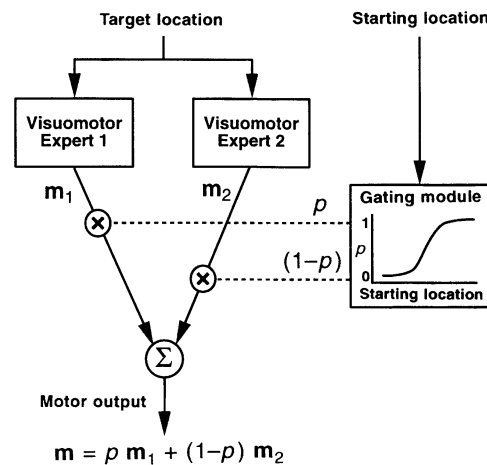 Target location
Starting location
Visuomotor
Expert 1
Visuomotor
Expert 2
m1
m2
p
(1–p)
Gating module
1
p
0
Starting location
Σ
Motor output
m = p m1 + (1–p) m2